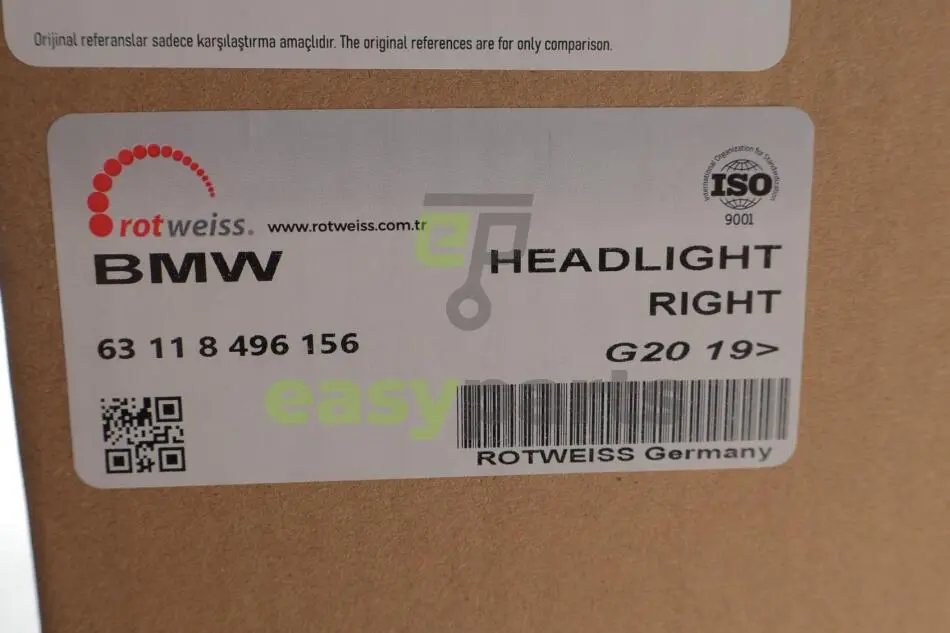 Orijinal referanslar sadece karşılaştırma amaçlıdır. The original references are for only comparison.
International Organization for Standardization
ISO
9001
rotweiss. www.rotweiss.com.tr
BMW
HEADLIGHT
RIGHT
63 11 8 496 156
G20 19>
easyparts
ROTWEISS Germany